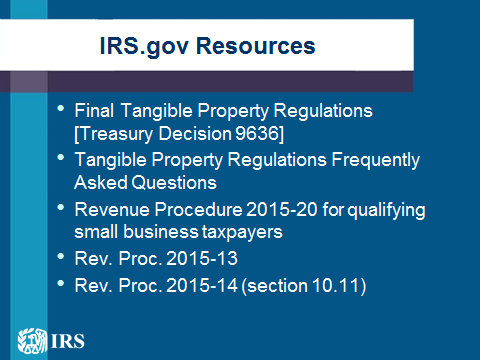 IRS.gov Resources
• Final Tangible Property Regulations
[Treasury Decision 9636]
• Tangible Property Regulations Frequently
Asked Questions
• Revenue Procedure 2015-20 for qualifying
small business taxpayers
• Rev. Proc. 2015-13
• Rev. Proc. 2015-14 (section 10.11)
IRS